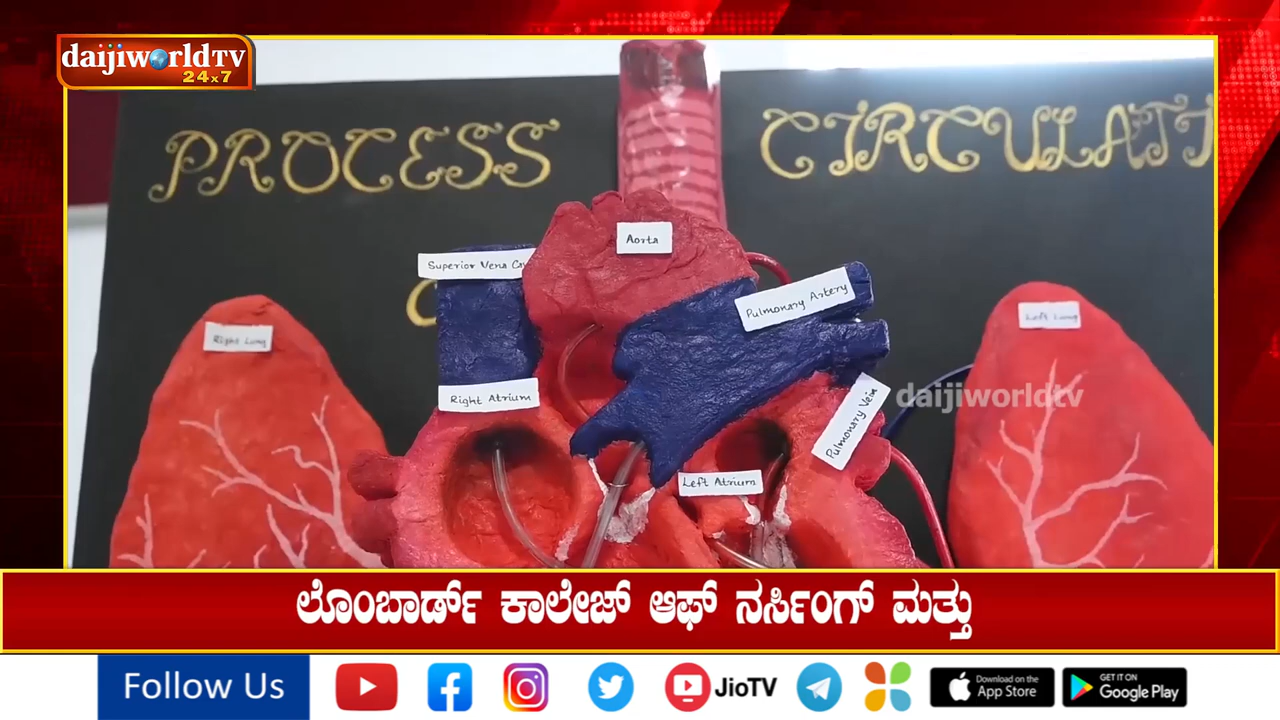 daijiworldTV
24x7
PROCESS
CIRCULATI
Aorta
Superior Vena Ca
Pulmonary Artery
Right Lung
Left Lung
Right Atrium
daijiworldtv
Pulmonary Vein
Left Atrium
ಲೊಂಬಾರ್ಡ್ ಕಾಲೇಜ್ ಆಫ್ ನರ್ಸಿಂಗ್ ಮತ್ತು
Follow Us
JioTV
Download on the
App Store
GET IT ON
Google Play